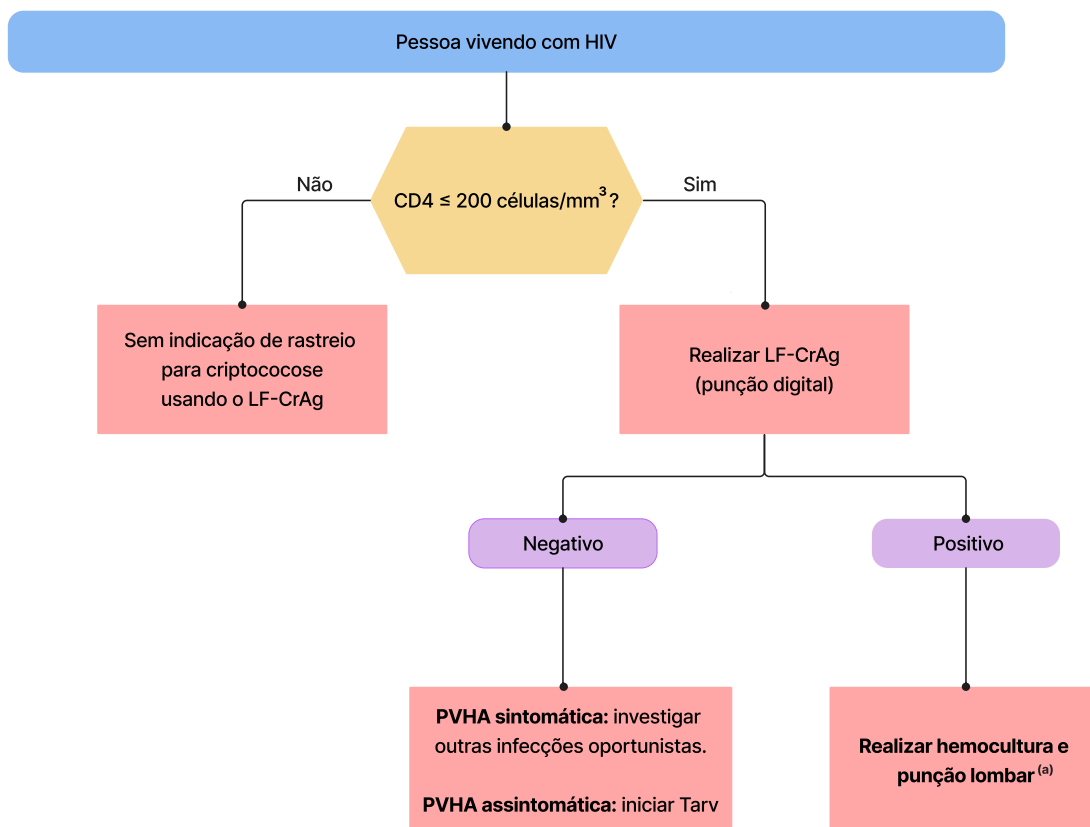 Pessoa vivendo com HIV
CD4 ≤ 200 células/mm³?
Não
Sim
Sem indicação de rastreio
para criptococose
usando o LF-CrAg
Realizar LF-CrAg
(punção digital)
Negativo
Positivo
PVHA sintomática: investigar
outras infecções oportunistas.
PVHA assintomática: iniciar Tarv
Realizar hemocultura e
punção lombar (a)